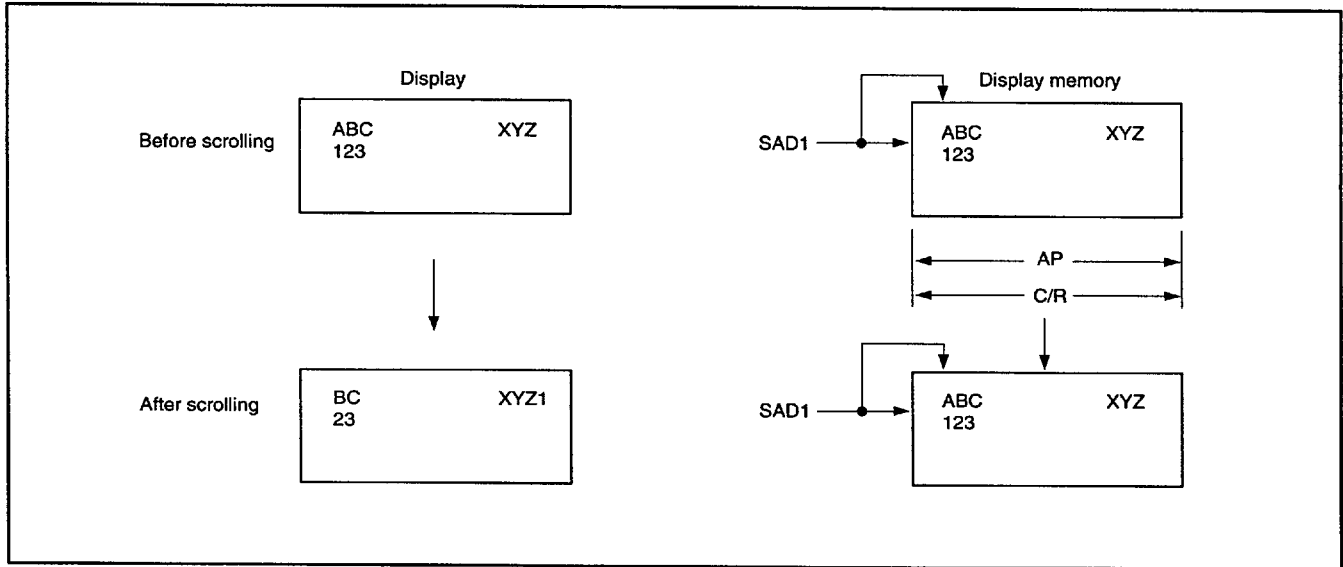 Display
Display memory
Before scrolling
ABC XYZ
123
SAD1
ABC XYZ
123
AP
C/R
After scrolling
BC XYZ1
23
SAD1
ABC XYZ
123